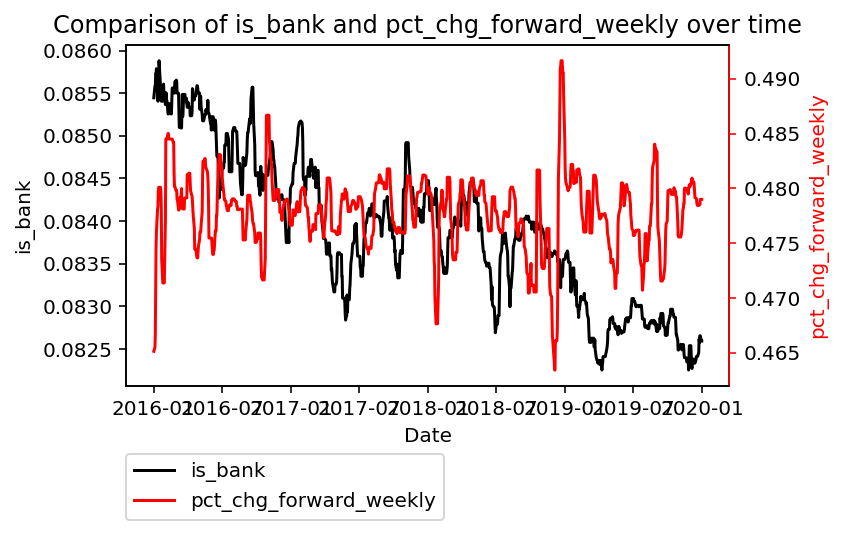 Comparison of is_bank and pct_chg_forward_weekly over time
0.0860
0.0855
0.0850
0.0845
0.0840
0.0835
0.0830
0.0825
is_bank
0.490
0.485
0.480
0.475
0.470
0.465
pct_chg_forward_weekly
2016-01 2016-07 2017-01 2017-07 2018-01 2018-07 2019-01 2019-07 2020-01
Date
is_bank
pct_chg_forward_weekly